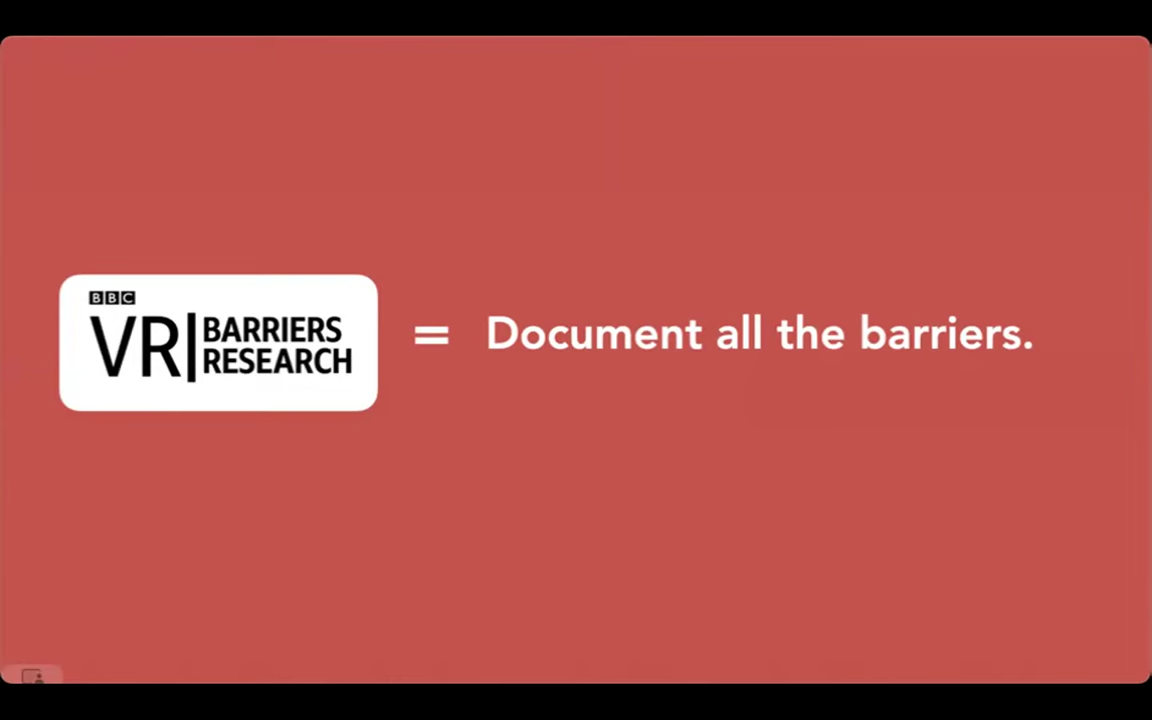 BBC
VR|BARRIERS
RESEARCH
= Document all the barriers.